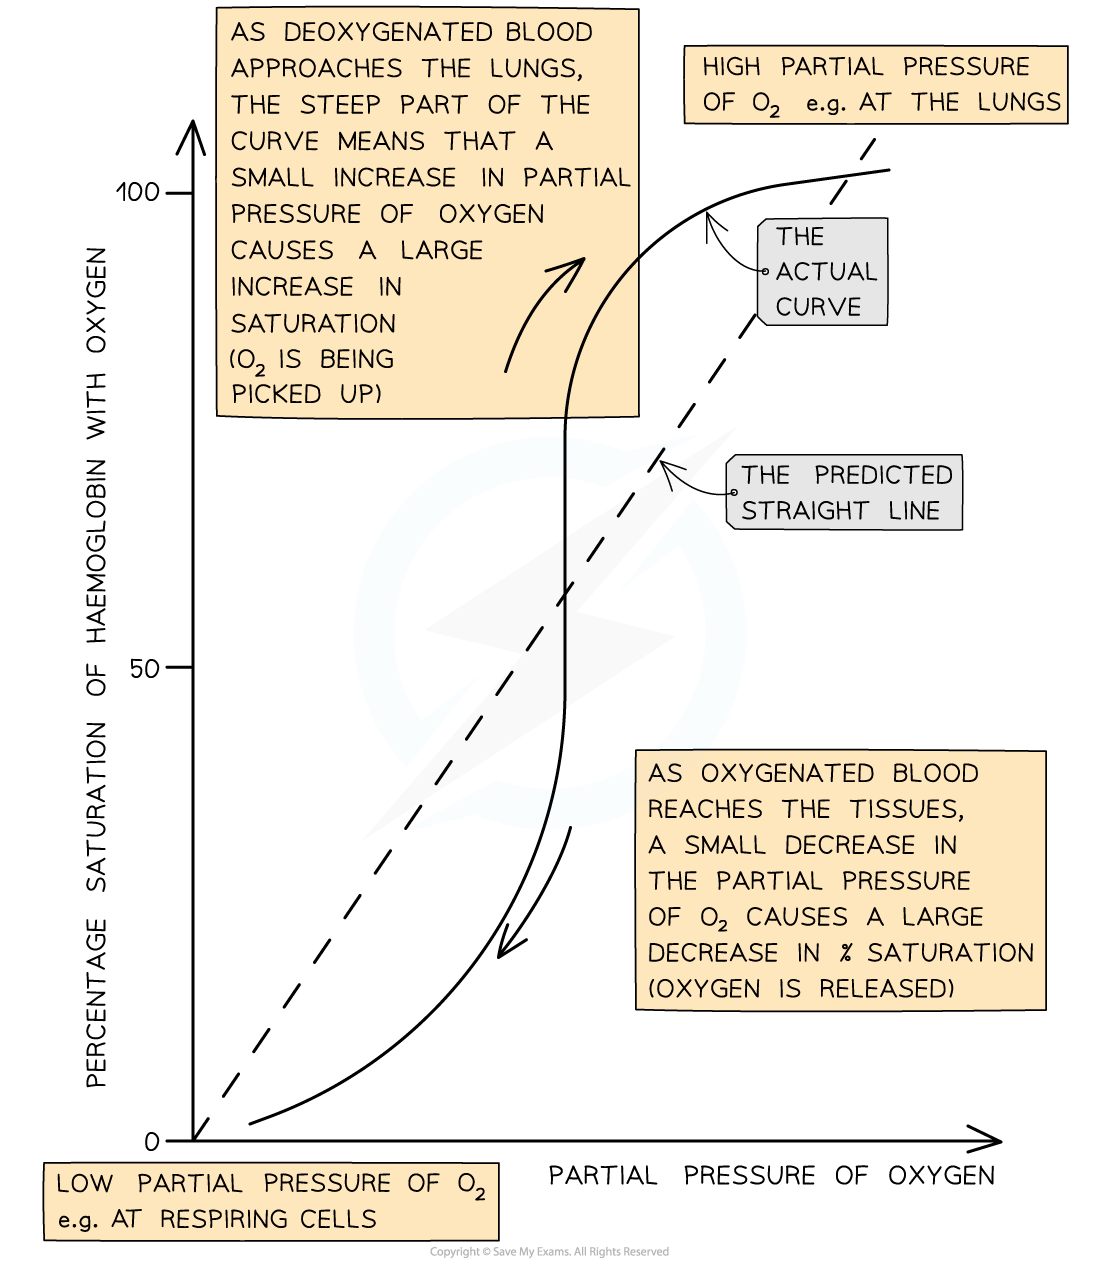 AS DEOXYGENATED BLOOD
APPROACHES THE LUNGS,
THE STEEP PART OF THE
CURVE MEANS THAT A
SMALL INCREASE IN PARTIAL
PRESSURE OF OXYGEN
CAUSES A LARGE
INCREASE IN
SATURATION
(O₂ IS BEING
PICKED UP)
HIGH PARTIAL PRESSURE
OF O₂ e.g. AT THE LUNGS
100
THE
ACTUAL
CURVE
PERCENTAGE SATURATION OF HAEMOGLOBIN WITH OXYGEN
THE PREDICTED
STRAIGHT LINE
50
AS OXYGENATED BLOOD
REACHES THE TISSUES,
A SMALL DECREASE IN
THE PARTIAL PRESSURE
OF O₂ CAUSES A LARGE
DECREASE IN % SATURATION
(OXYGEN IS RELEASED)
0
LOW PARTIAL PRESSURE OF O₂
e.g. AT RESPIRING CELLS
PARTIAL PRESSURE OF OXYGEN
Copyright © Save My Exams. All Rights Reserved